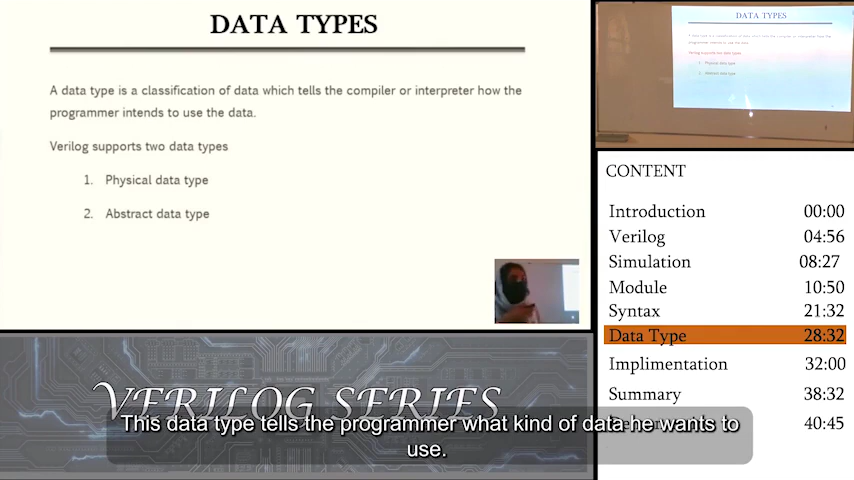 DATA TYPES
A data type is a classification of data which tells the compiler or interpreter how the
programmer intends to use the data.
Verilog supports two data types
1. Physical data type
2. Abstract data type
DATA TYPES
CONTENT
Introduction 00:00
Verilog 04:56
Simulation 08:27
Module 10:50
Syntax 21:32
Data Type 28:32
Implimentation 32:00
Summary 38:32
40:45
VERILOG SERIES
This data type tells the programmer what kind of data he wants to
use.